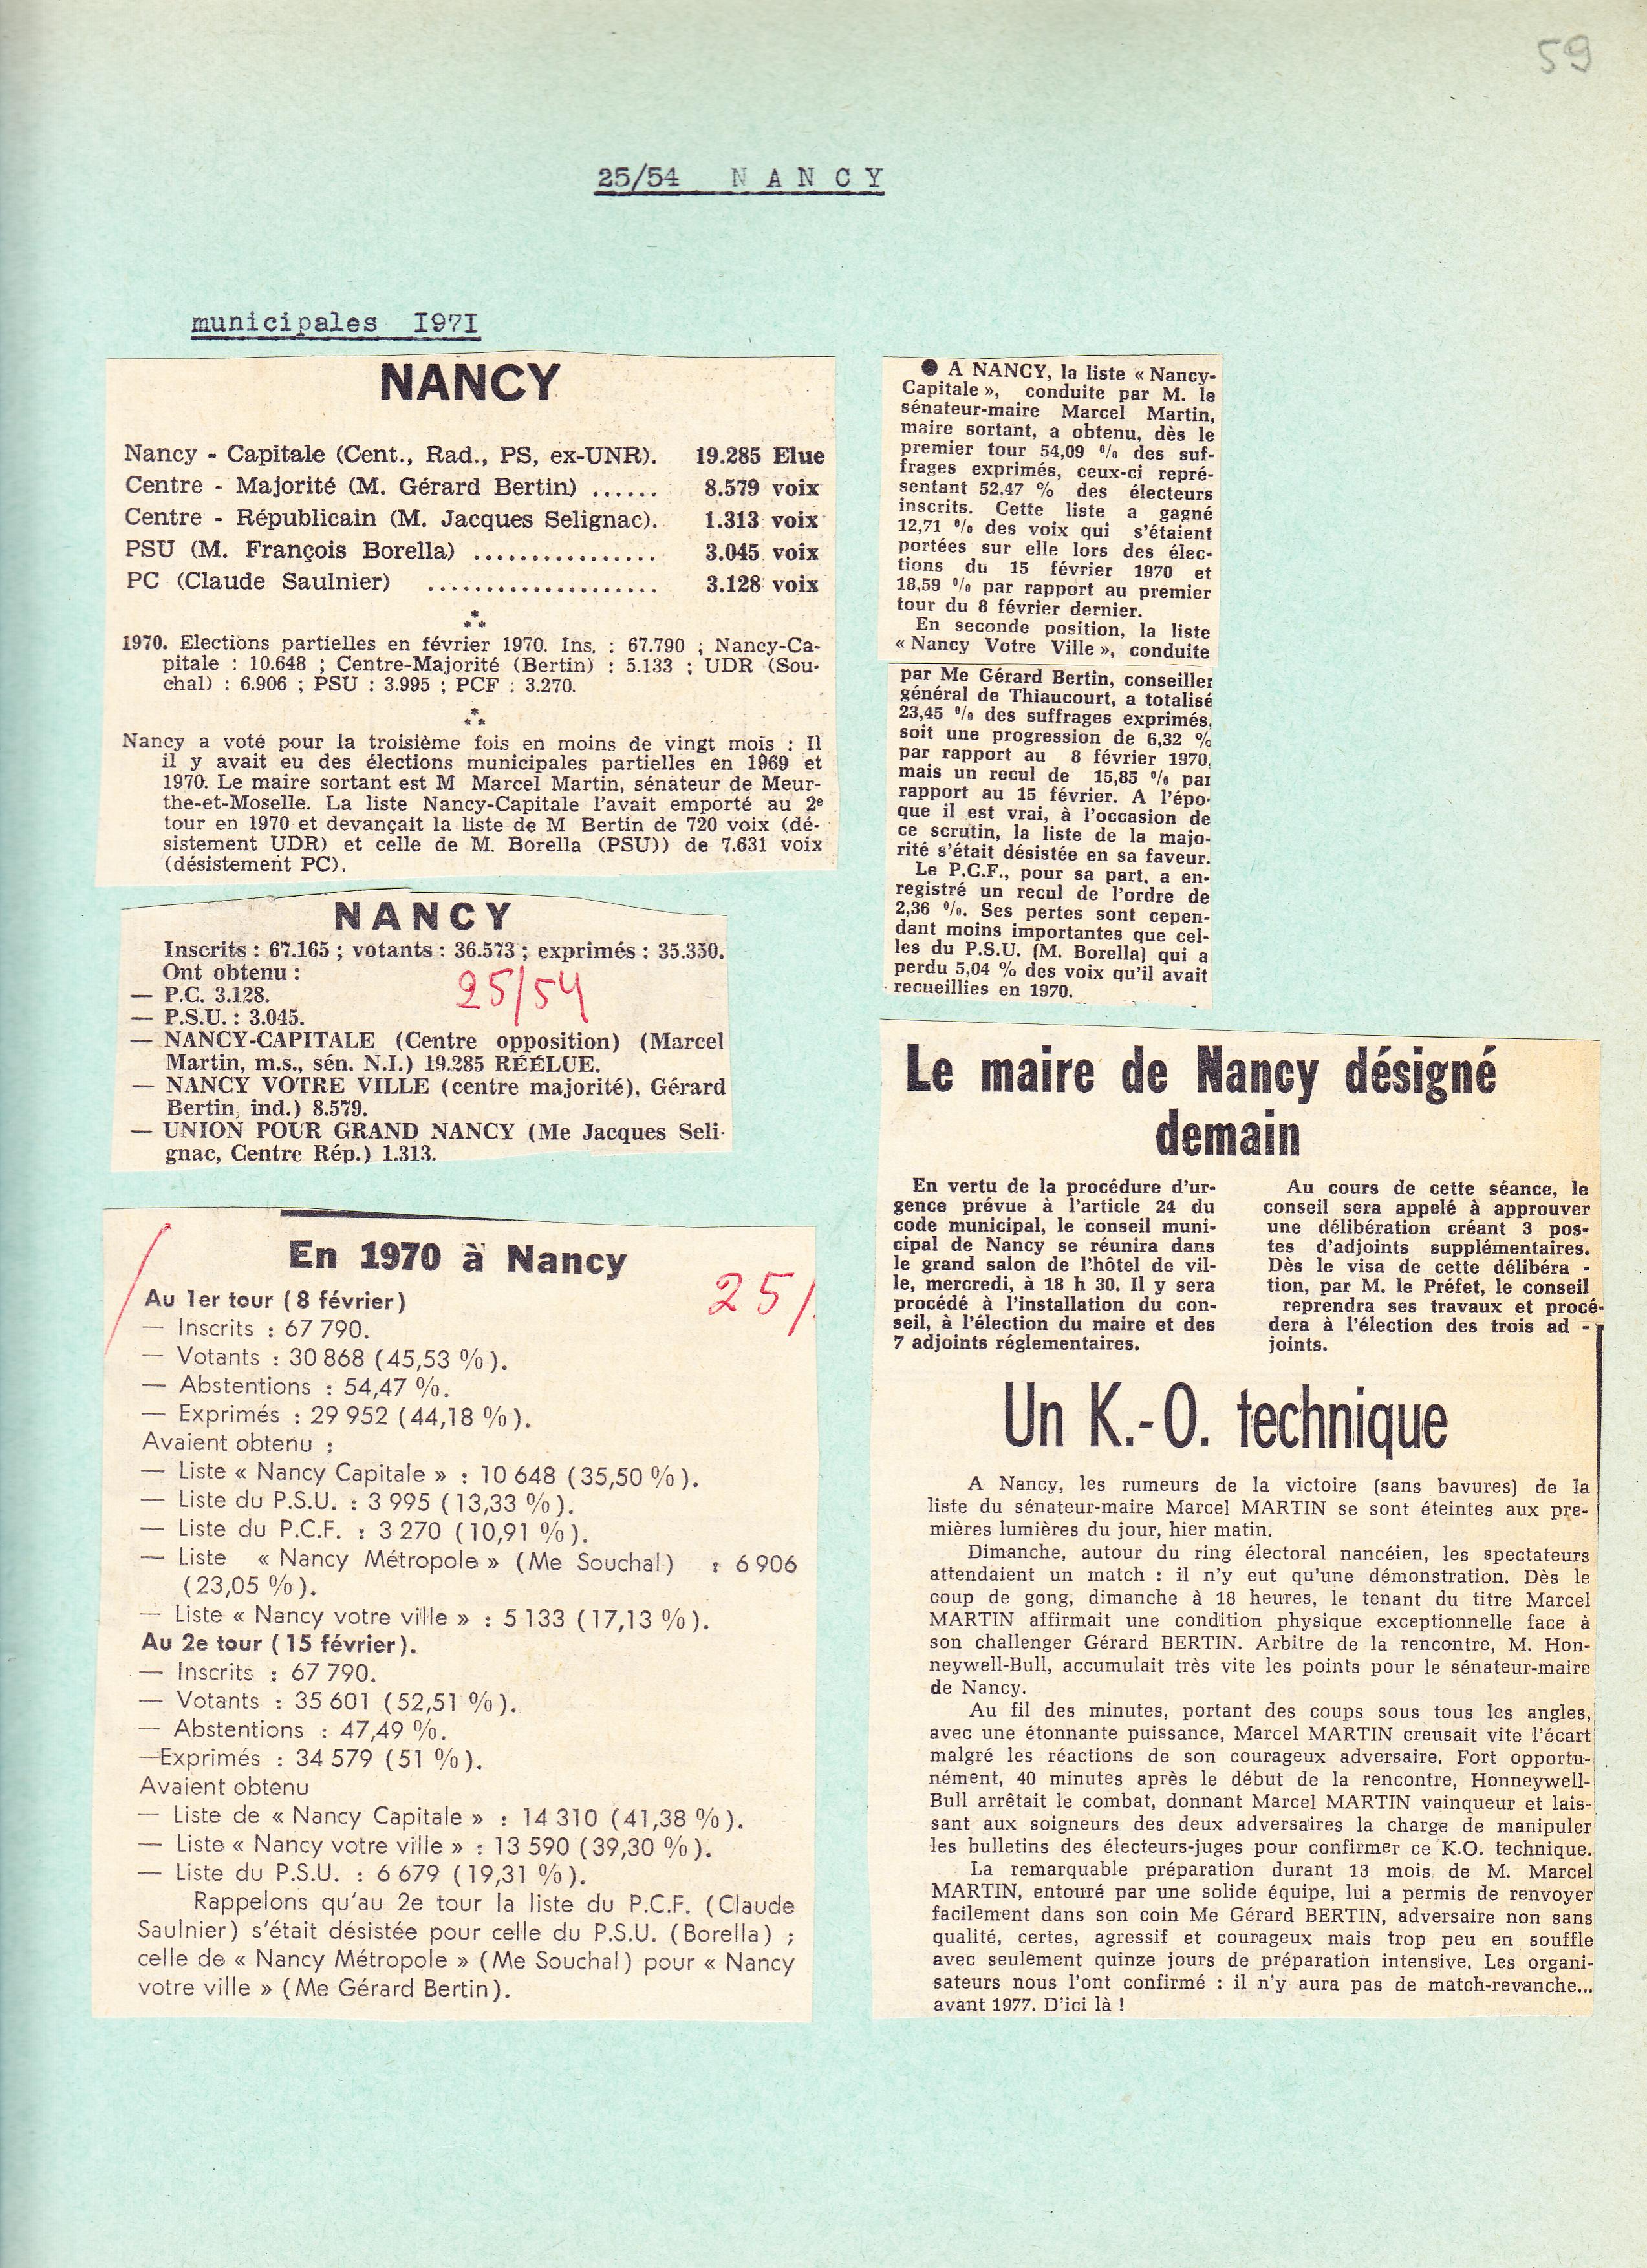 59
25/54 N A N C Y
municipales I97I
NANCY
Nancy - Capitale (Cent., Rad., PS, ex-UNR). 19.285 Elue
Centre - Majorité (M. Gérard Bertin) ...... 8.579 voix
Centre - Républicain (M. Jacques Selignac). 1.313 voix
PSU (M. François Borella) ................ 3.045 voix
PC (Claude Saulnier) .................... 3.128 voix
⁂
1970. Elections partielles en février 1970. Ins. : 67.790 ; Nancy-Ca-
pitale : 10.648 ; Centre-Majorité (Bertin) : 5.133 ; UDR (Sou-
chal) : 6.906 ; PSU : 3.995 ; PCF : 3.270.
⁂
Nancy a voté pour la troisième fois en moins de vingt mois : Il
il y avait eu des élections municipales partielles en 1969 et
1970. Le maire sortant est M Marcel Martin, sénateur de Meur-
the-et-Moselle. La liste Nancy-Capitale l'avait emporté au 2e
tour en 1970 et devançait la liste de M Bertin de 720 voix (dé-
sistement UDR) et celle de M. Borella (PSU)) de 7.631 voix
(désistement PC).
NANCY
Inscrits : 67.165 ; votants : 36.573 ; exprimés : 35.350.
Ont obtenu :
— P.C. 3.128.
25/54
— P.S.U. : 3.045.
— NANCY-CAPITALE (Centre opposition) (Marcel
Martin, m.s., sén. N.I.) 19.285 RÉÉLUE.
— NANCY VOTRE VILLE (centre majorité), Gérard
Bertin, ind.) 8.579.
— UNION POUR GRAND NANCY (Me Jacques Seli-
gnac, Centre Rép.) 1.313.
En 1970 à Nancy
25/
Au 1er tour (8 février)
— Inscrits : 67 790.
— Votants : 30 868 (45,53 %).
— Abstentions : 54,47 %.
— Exprimés : 29 952 (44,18 %).
Avaient obtenu :
— Liste « Nancy Capitale » : 10 648 (35,50 %).
— Liste du P.S.U. : 3 995 (13,33 %).
— Liste du P.C.F. : 3 270 (10,91 %).
— Liste « Nancy Métropole » (Me Souchal) : 6 906
(23,05 %).
— Liste « Nancy votre ville » : 5 133 (17,13 %).
Au 2e tour (15 février).
— Inscrits : 67 790.
— Votants : 35 601 (52,51 %).
— Abstentions : 47,49 %.
—Exprimés : 34 579 (51 %).
Avaient obtenu
— Liste de « Nancy Capitale » : 14 310 (41,38 %).
— Liste « Nancy votre ville » : 13 590 (39,30 %).
— Liste du P.S.U. : 6 679 (19,31 %).
Rappelons qu'au 2e tour la liste du P.C.F. (Claude
Saulnier) s'était désistée pour celle du P.S.U. (Borella) ;
celle de « Nancy Métropole » (Me Souchal) pour « Nancy
votre ville » (Me Gérard Bertin).
● A NANCY, la liste « Nancy-
Capitale », conduite par M. le
sénateur-maire Marcel Martin,
maire sortant, a obtenu, dès le
premier tour 54,09 % des suf-
frages exprimés, ceux-ci repré-
sentant 52,47 % des électeurs
inscrits. Cette liste a gagné
12,71 % des voix qui s'étaient
portées sur elle lors des élec-
tions du 15 février 1970 et
18,59 % par rapport au premier
tour du 8 février dernier.
En seconde position, la liste
« Nancy Votre Ville », conduite
par Me Gérard Bertin, conseiller
général de Thiaucourt, a totalisé
23,45 % des suffrages exprimés,
soit une progression de 6,32 %
par rapport au 8 février 1970,
mais un recul de 15,85 % par
rapport au 15 février. A l'épo-
que il est vrai, à l'occasion de
ce scrutin, la liste de la majo-
rité s'était désistée en sa faveur.
Le P.C.F., pour sa part, a en-
registré un recul de l'ordre de
2,36 %. Ses pertes sont cepen-
dant moins importantes que cel-
les du P.S.U. (M. Borella) qui a
perdu 5,04 % des voix qu'il avait
recueillies en 1970.
Le maire de Nancy désigné
demain
En vertu de la procédure d'ur-
gence prévue à l'article 24 du
code municipal, le conseil muni-
cipal de Nancy se réunira dans
le grand salon de l'hôtel de vil-
le, mercredi, à 18 h 30. Il y sera
procédé à l'installation du con-
seil, à l'élection du maire et des
7 adjoints réglementaires.
Au cours de cette séance, le
conseil sera appelé à approuver
une délibération créant 3 pos-
tes d'adjoints supplémentaires.
Dès le visa de cette délibéra -
tion, par M. le Préfet, le conseil
reprendra ses travaux et procé-
dera à l'élection des trois ad -
joints.
Un K.-O. technique
A Nancy, les rumeurs de la victoire (sans bavures) de la
liste du sénateur-maire Marcel MARTIN se sont éteintes aux pre-
mières lumières du jour, hier matin.
Dimanche, autour du ring électoral nancéien, les spectateurs
attendaient un match : il n'y eut qu'une démonstration. Dès le
coup de gong, dimanche à 18 heures, le tenant du titre Marcel
MARTIN affirmait une condition physique exceptionnelle face à
son challenger Gérard BERTIN. Arbitre de la rencontre, M. Hon-
neywell-Bull, accumulait très vite les points pour le sénateur-maire
de Nancy.
Au fil des minutes, portant des coups sous tous les angles,
avec une étonnante puissance, Marcel MARTIN creusait vite l'écart
malgré les réactions de son courageux adversaire. Fort opportu-
nément, 40 minutes après le début de la rencontre, Honneywell-
Bull arrêtait le combat, donnant Marcel MARTIN vainqueur et lais-
sant aux soigneurs des deux adversaires la charge de manipuler
les bulletins des électeurs-juges pour confirmer ce K.O. technique.
La remarquable préparation durant 13 mois de M. Marcel
MARTIN, entouré par une solide équipe, lui a permis de renvoyer
facilement dans son coin Me Gérard BERTIN, adversaire non sans
qualité, certes, agressif et courageux mais trop peu en souffle
avec seulement quinze jours de préparation intensive. Les organi-
sateurs nous l'ont confirmé : il n'y aura pas de match-revanche...
avant 1977. D'ici là !